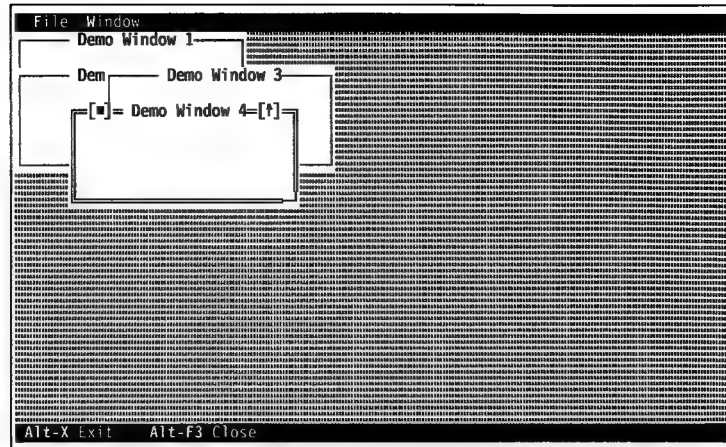 File Window
Demo Window 1
Dem Demo Window 3
[■] Demo Window 4 [↑]
Alt-X Exit Alt-F3 Close